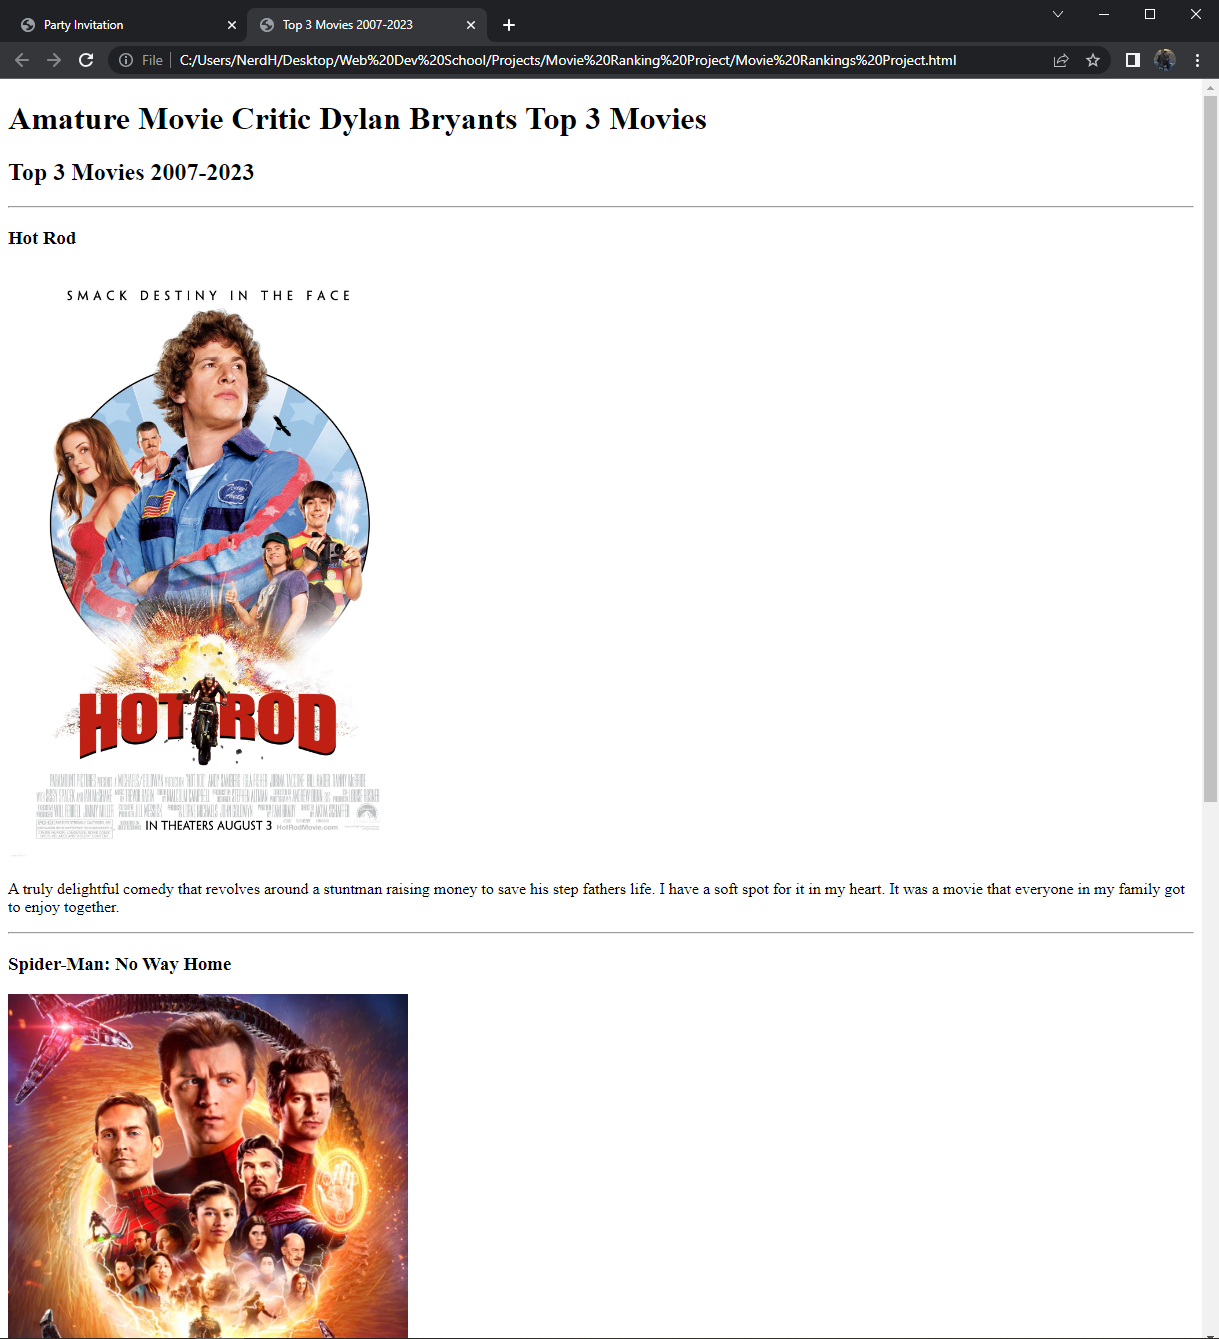 Party Invitation
Top 3 Movies 2007-2023
File
C:/Users/NerdH/Desktop/Web%20Dev%20School/Projects/Movie%20Ranking%20Project/Movie%20Rankings%20Project.html
Amature Movie Critic Dylan Bryants Top 3 Movies
Top 3 Movies 2007-2023
Hot Rod
SMACK DESTINY IN THE FACE
HOT ROD
IN THEATERS AUGUST 3 HotRodMovie.com
A truly delightful comedy that revolves around a stuntman raising money to save his step fathers life. I have a soft spot for it in my heart. It was a movie that everyone in my family got
to enjoy together.
Spider-Man: No Way Home